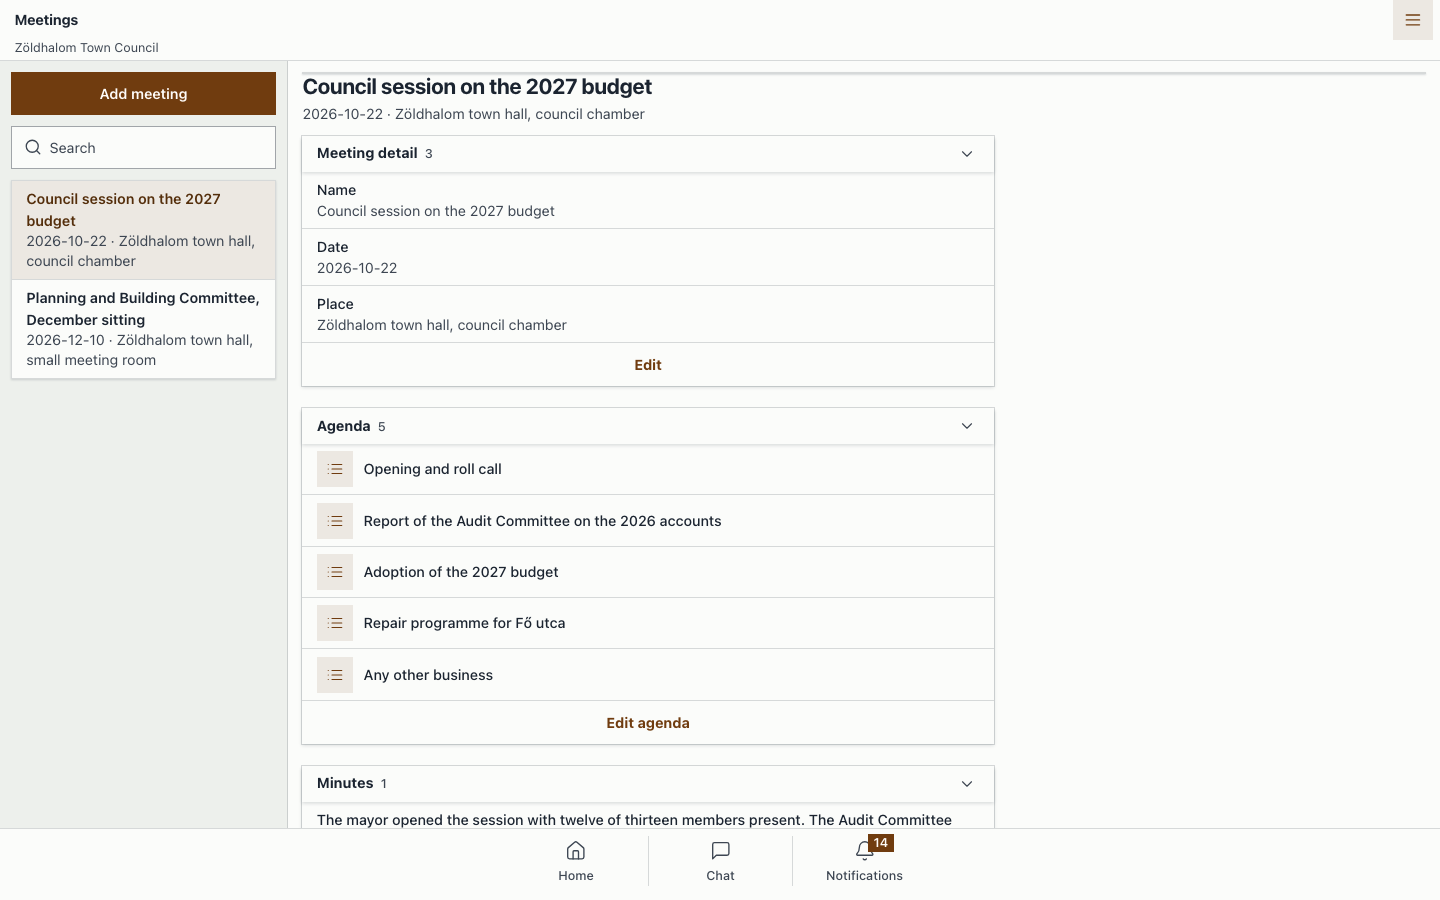 Meetings
Zöldhalom Town Council
Add meeting
Search
Council session on the 2027
budget
2026-10-22 · Zöldhalom town hall,
council chamber
Planning and Building Committee,
December sitting
2026-12-10 · Zöldhalom town hall,
small meeting room
Council session on the 2027 budget
2026-10-22 · Zöldhalom town hall, council chamber
Meeting detail 3
Name
Council session on the 2027 budget
Date
2026-10-22
Place
Zöldhalom town hall, council chamber
Edit
Agenda 5
Opening and roll call
Report of the Audit Committee on the 2026 accounts
Adoption of the 2027 budget
Repair programme for Fő utca
Any other business
Edit agenda
Minutes 1
The mayor opened the session with twelve of thirteen members present. The Audit Committee
Home
Chat
14
Notifications